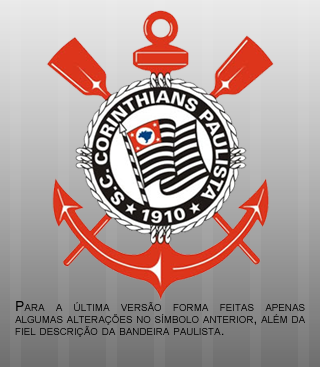 S.C. CORINTHIANS PAULISTA
★ 1910 ★
PARA A ÚLTIMA VERSÃO FORMA FEITAS APENAS
ALGUMAS ALTERAÇÕES NO SÍMBOLO ANTERIOR, ALÉM DA
FIEL DESCRIÇÃO DA BANDEIRA PAULISTA.